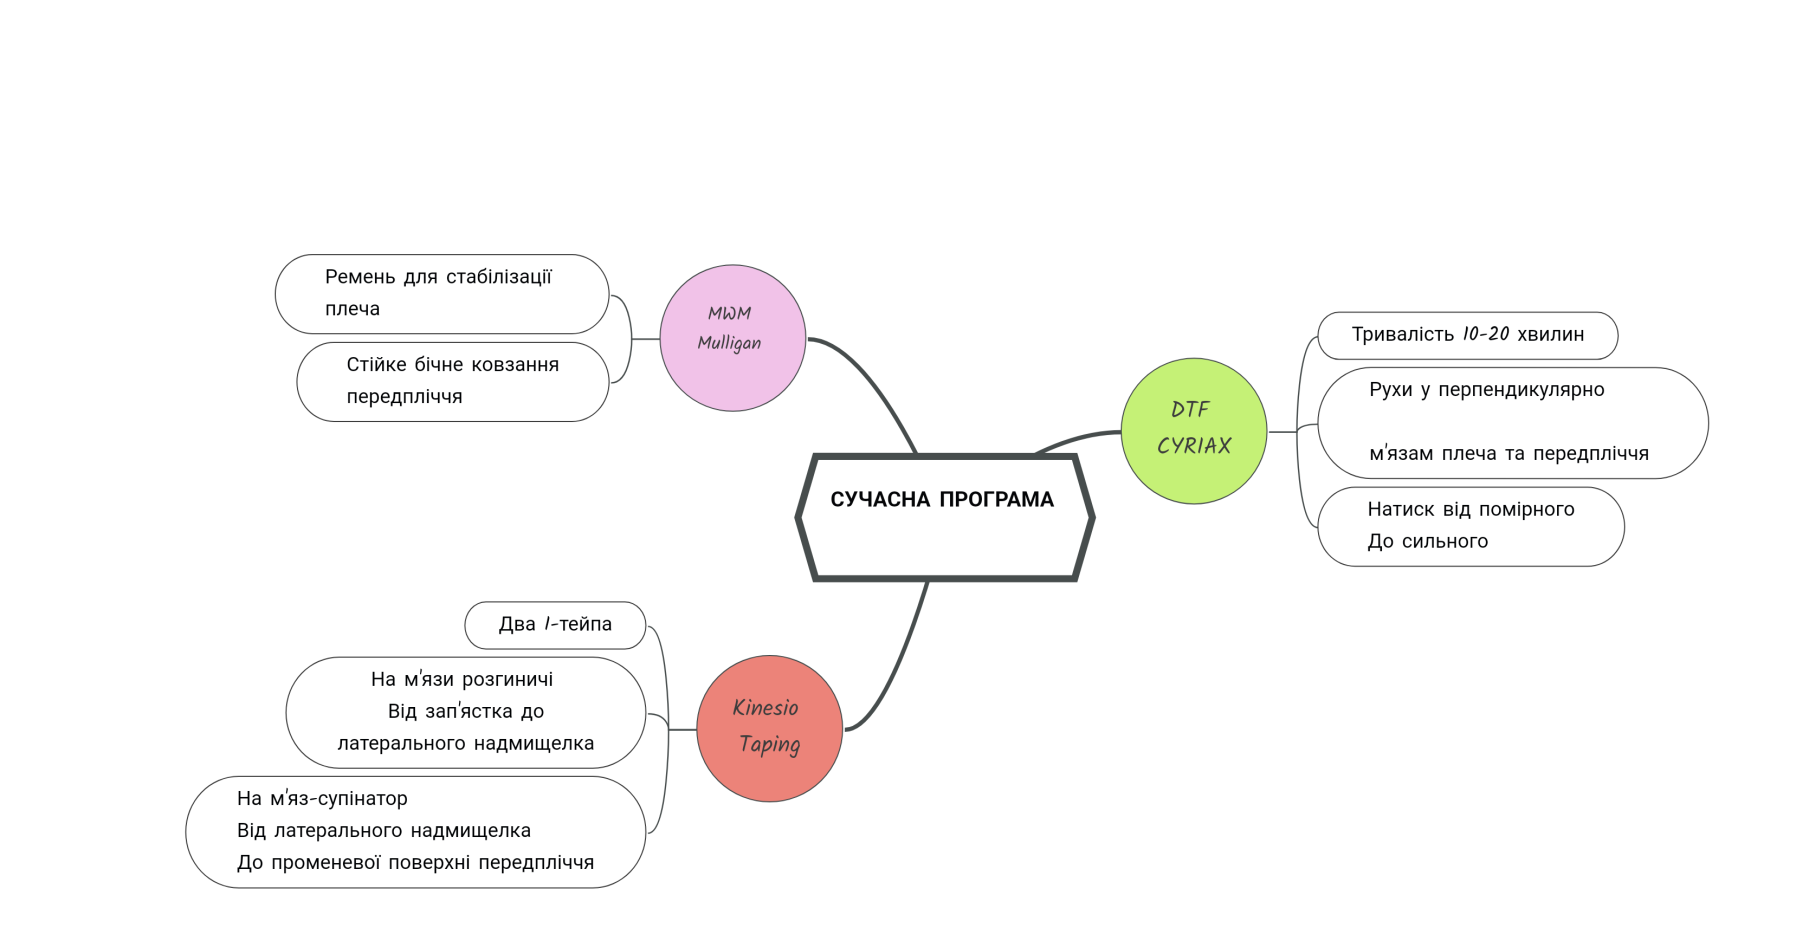 Ремень для стабілізації
плеча
Стійке бічне ковзання
передпліччя
MWM
Mulligan
DTF
CYRIAX
Тривалість 10-20 хвилин
Рухи у перпендикулярно
м'язам плеча та передпліччя
Натиск від помірного
До сильного
СУЧАСНА ПРОГРАМА
Два I-тейпа
На м'язи розгиничі
Від зап'ястка до
латерального надмищелка
На м'яз-супінатор
Від латерального надмищелка
До променевої поверхні передпліччя
Kinesio
Taping